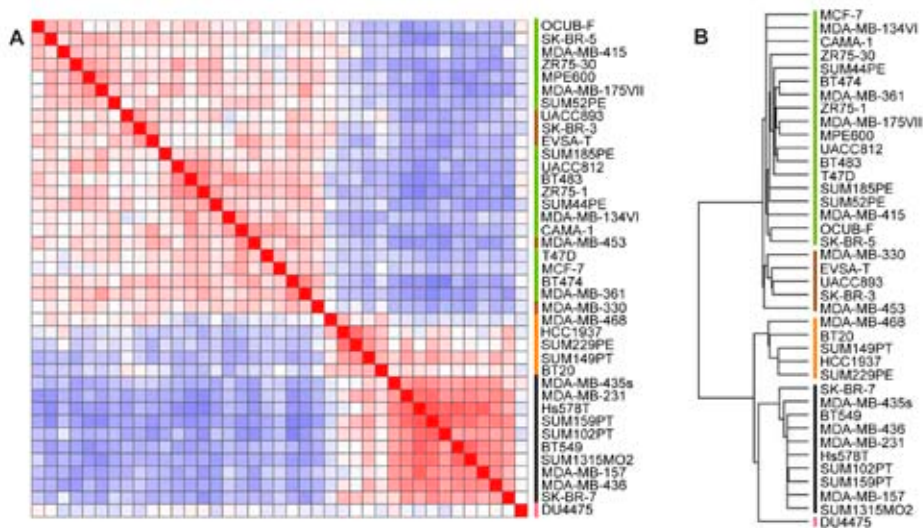 A
OCUB-F
SK-BR-5
MDA-MB-415
ZR75-30
MPE600
MDA-MB-175VII
SUM52PE
UACC893
SK-BR-3
EVSA-T
SUM185PE
UACC812
BT483
ZR75-1
SUM44PE
MDA-MB-134VI
CAMA-1
MDA-MB-453
T47D
MCF-7
BT474
MDA-MB-361
MDA-MB-330
MDA-MB-468
HCC1937
SUM229PE
SUM149PT
BT20
MDA-MB-435s
MDA-MB-231
Hs578T
SUM159PT
SUM102PT
BT549
SUM1315MO2
MDA-MB-157
MDA-MB-436
SK-BR-7
DU4475
B
MCF-7
MDA-MB-134VI
CAMA-1
ZR75-30
SUM44PE
BT474
MDA-MB-361
ZR75-1
MDA-MB-175VII
MPE600
UACC812
BT483
T47D
SUM185PE
SUM52PE
MDA-MB-415
OCUB-F
SK-BR-5
MDA-MB-330
EVSA-T
UACC893
SK-BR-3
MDA-MB-453
MDA-MB-468
BT20
SUM149PT
HCC1937
SUM229PE
SK-BR-7
MDA-MB-435s
BT549
MDA-MB-436
MDA-MB-231
Hs578T
SUM102PT
SUM159PT
MDA-MB-157
SUM1315MO2
DU4475